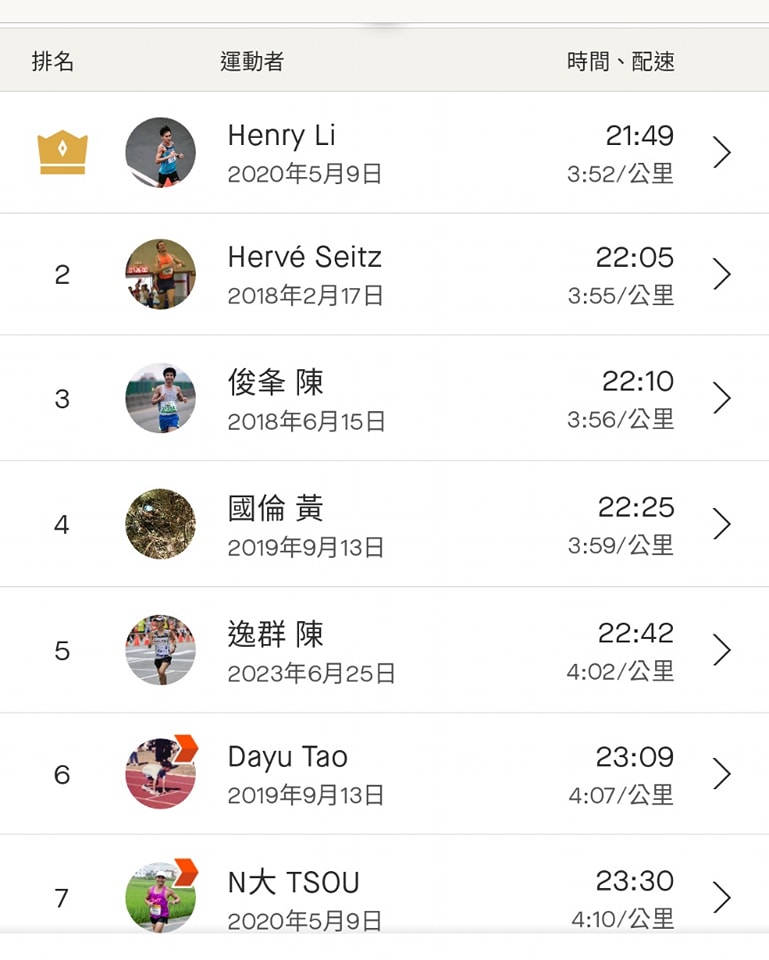 排名 運動者 時間、配速
Henry Li 21:49
2020年5月9日 3:52/公里
2 Hervé Seitz 22:05
2018年2月17日 3:55/公里
3 俊夆 陳 22:10
2018年6月15日 3:56/公里
4 國倫 黃 22:25
2019年9月13日 3:59/公里
5 逸群 陳 22:42
2023年6月25日 4:02/公里
6 Dayu Tao 23:09
2019年9月13日 4:07/公里
7 N大 TSOU 23:30
2020年5月9日 4:10/公里